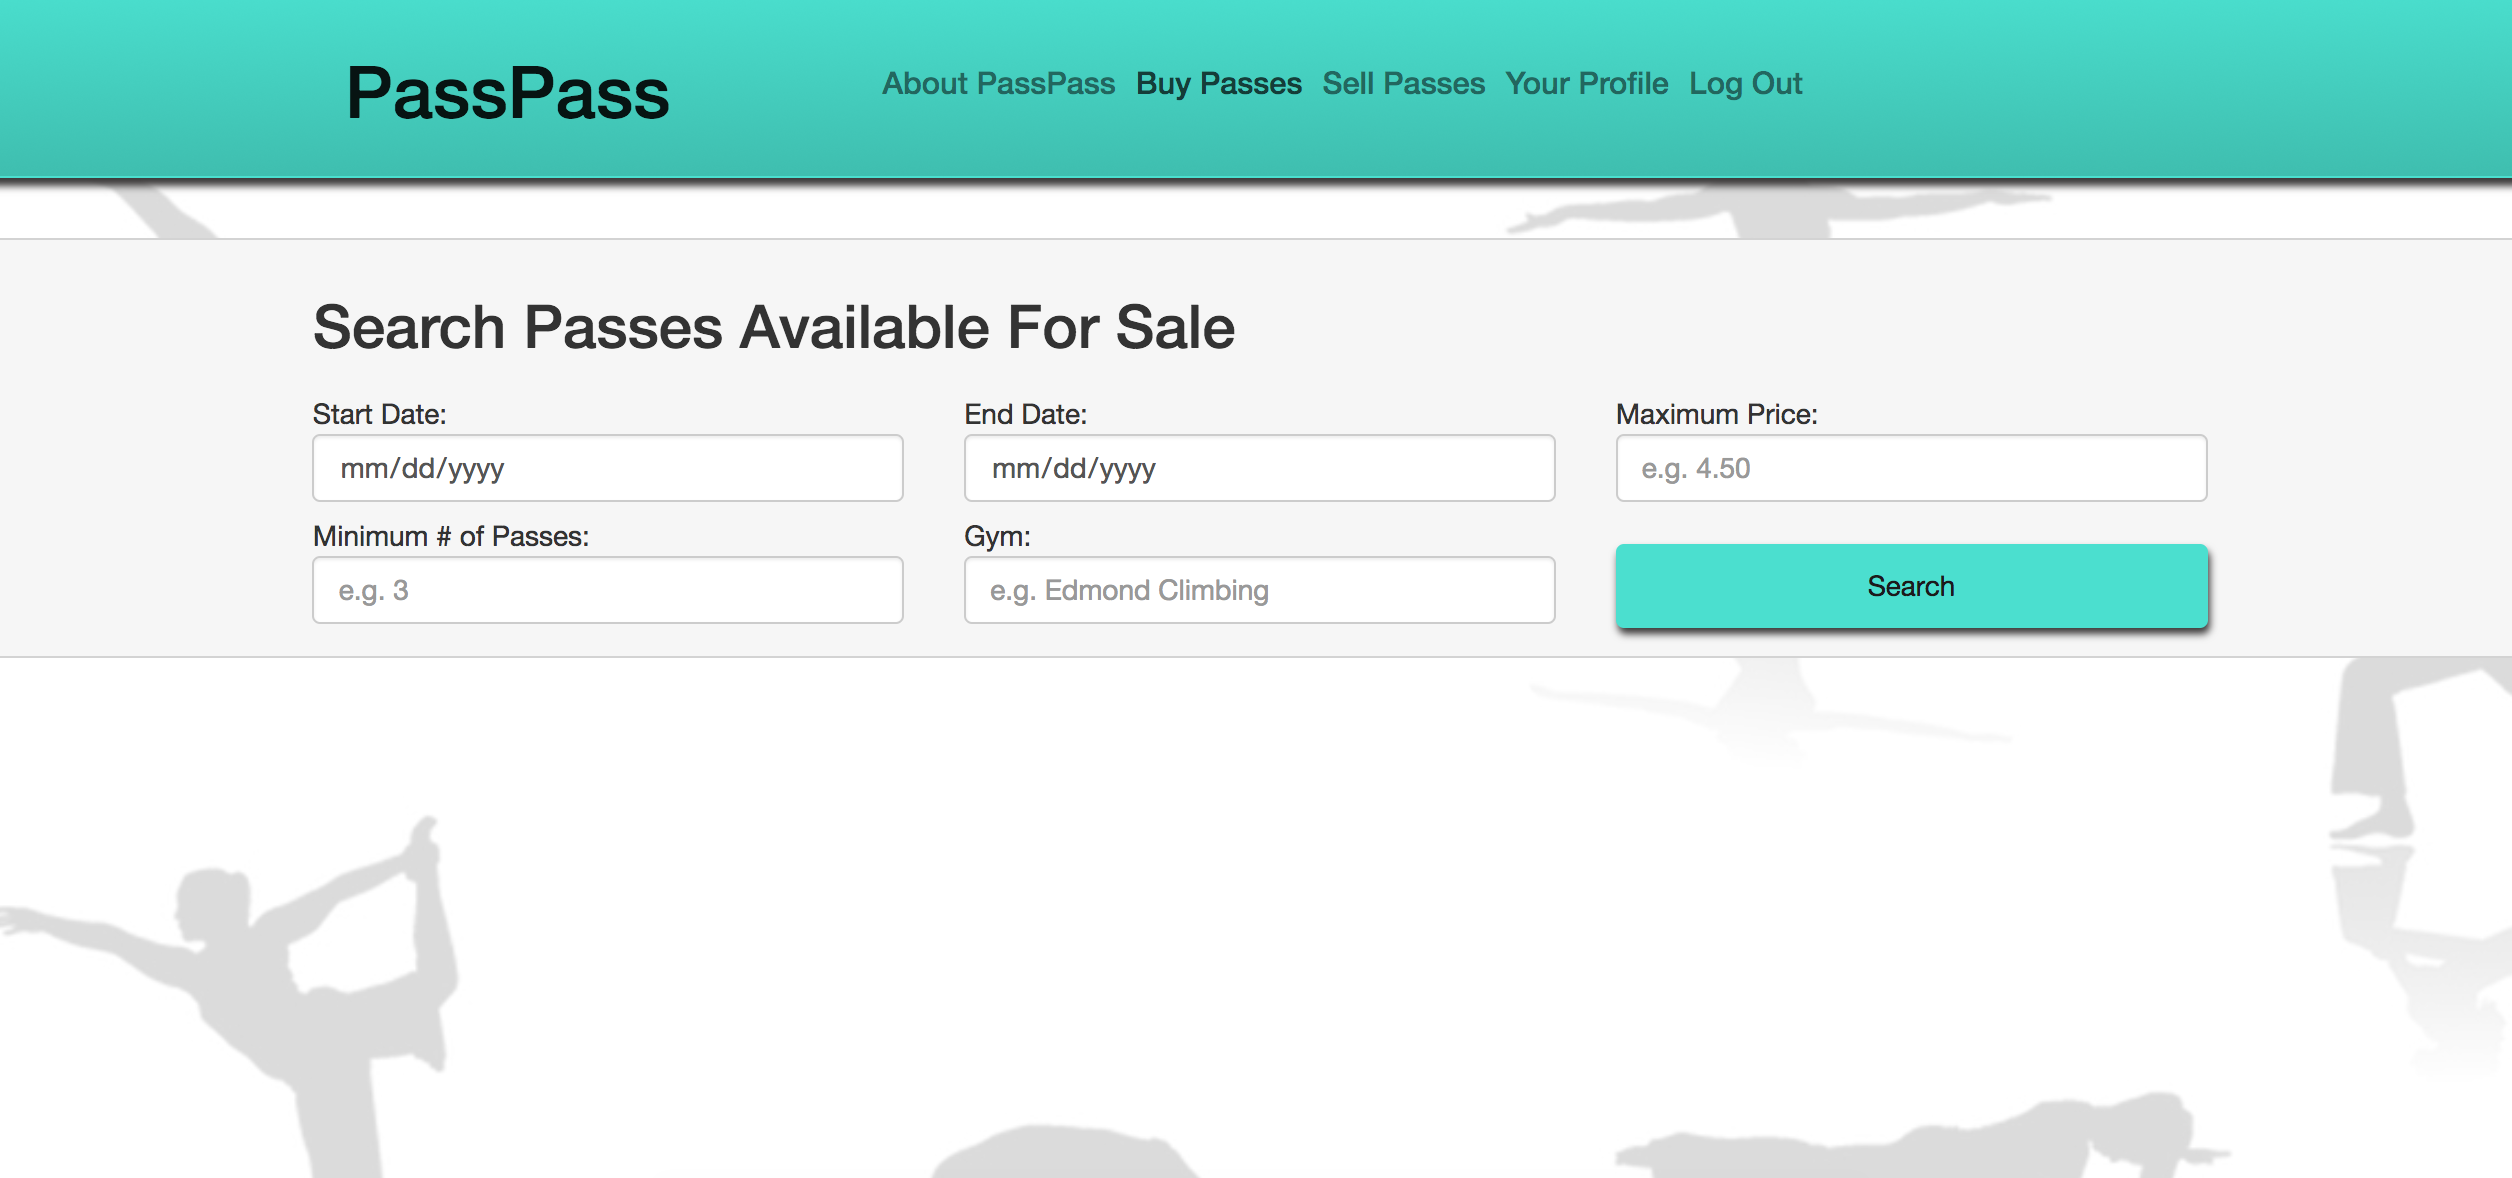 PassPass
About PassPass Buy Passes Sell Passes Your Profile Log Out
Search Passes Available For Sale
Start Date: End Date: Maximum Price:
mm/dd/yyyy mm/dd/yyyy e.g. 4.50
Minimum # of Passes: Gym:
e.g. 3 e.g. Edmond Climbing Search